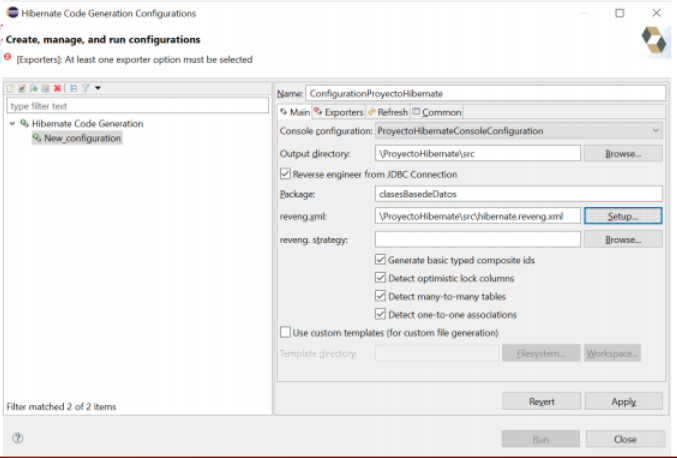 Hibernate Code Generation Configurations
Create, manage, and run configurations
[Exporters]: At least one exporter option must be selected
type filter text
Hibernate Code Generation
New_configuration
Filter matched 2 of 2 items
Name: ConfigurationProyectoHibernate
Main Exporters Refresh Common
Console configuration: ProyectoHibernateConsoleConfiguration
Output directory: \ProyectoHibernate\src Browse...
Reverse engineer from JDBC Connection
Package: clasesBasedeDatos
reveng.xml: \ProyectoHibernate\src\hibernate.reveng.xml Setup...
reveng. strategy: Browse...
Generate basic typed composite ids
Detect optimistic lock columns
Detect many-to-many tables
Detect one-to-one associations
Use custom templates (for custom file generation)
Template directory: Filesystem... Workspace...
Revert Apply
Run Close